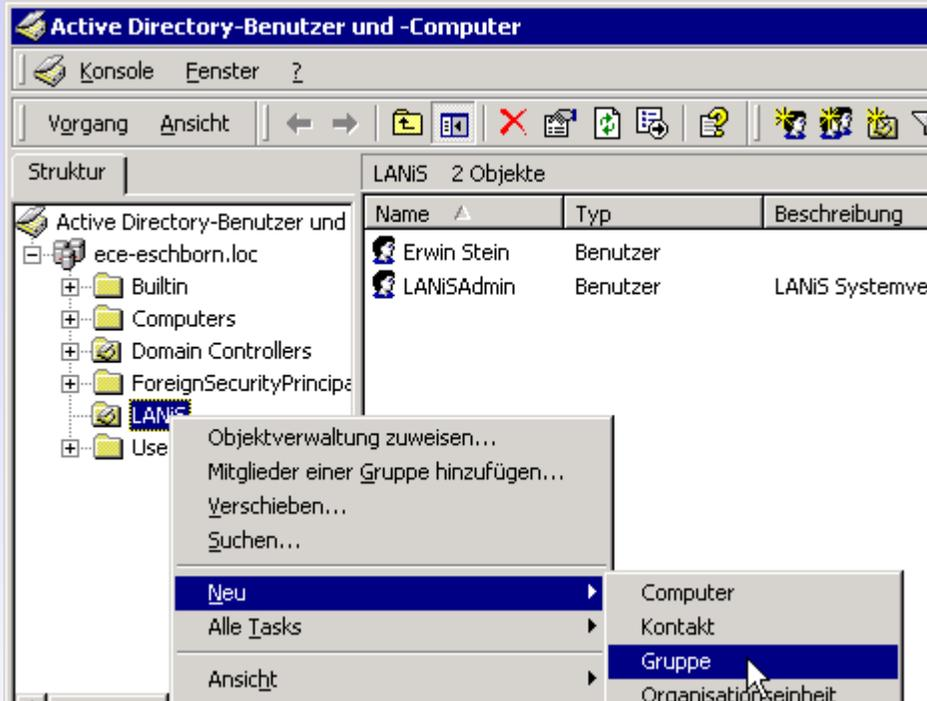 Active Directory-Benutzer und -Computer
Konsole Fenster ?
Vorgang Ansicht
Struktur
LANiS 2 Objekte
Active Directory-Benutzer und
Name Typ Beschreibung
ece-eschborn.loc
Erwin Stein Benutzer
Builtin
LANiSAdmin Benutzer LANiS Systemve
Computers
Domain Controllers
ForeignSecurityPrincipa
LANiS
Use
Objektverwaltung zuweisen...
Mitglieder einer Gruppe hinzufügen...
Verschieben...
Suchen...
Neu
Alle Tasks
Ansicht
Computer
Kontakt
Gruppe
Organisationseinheit